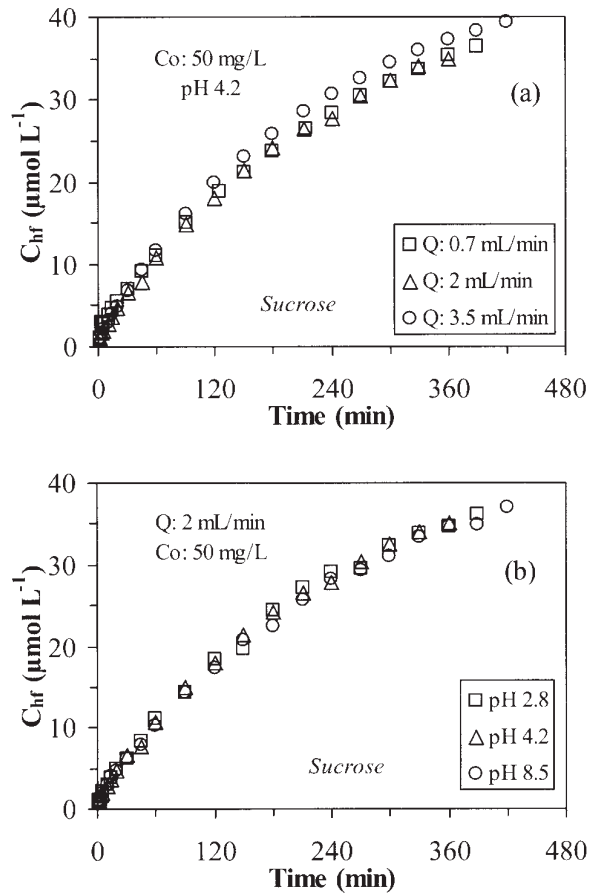 40
30
20
10
0
C_hf (µmol L⁻¹)
Co: 50 mg/L
pH 4.2
(a)
Q: 0.7 mL/min
Q: 2 mL/min
Q: 3.5 mL/min
Sucrose
0 120 240 360 480
Time (min)
40
30
20
10
0
C_hf (µmol L⁻¹)
Q: 2 mL/min
Co: 50 mg/L
(b)
pH 2.8
pH 4.2
pH 8.5
Sucrose
0 120 240 360 480
Time (min)